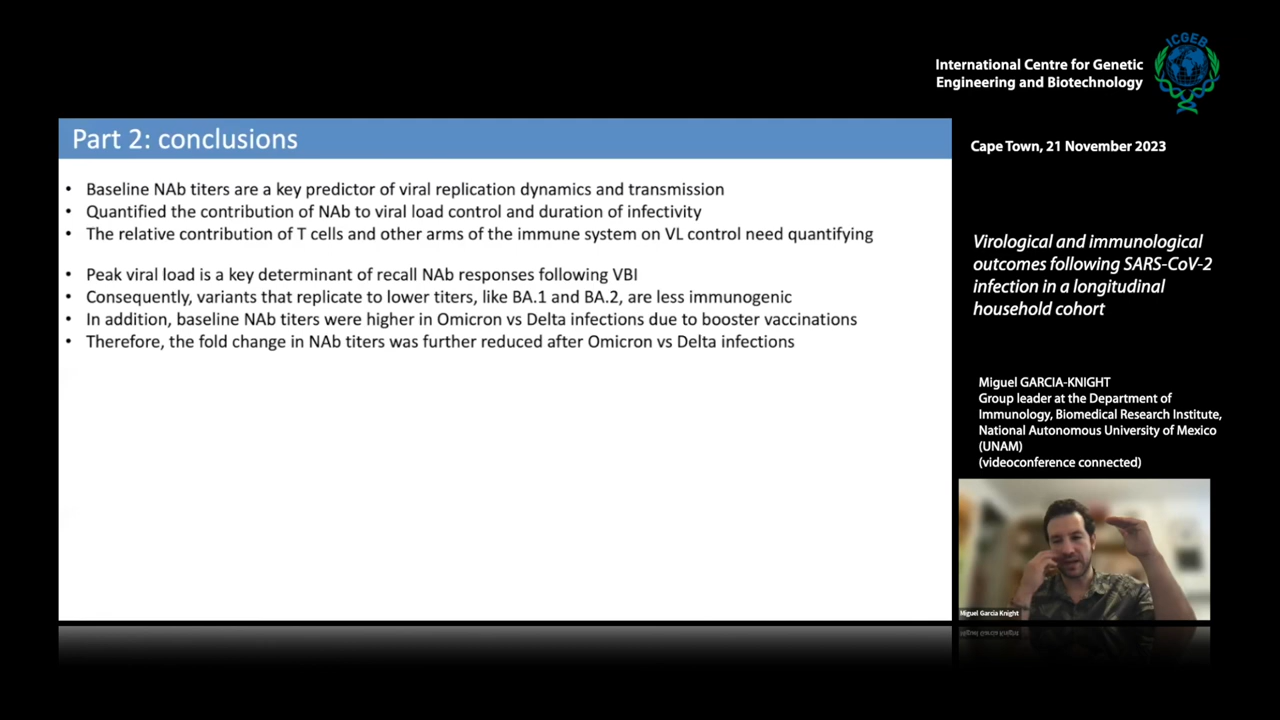 ICGEB
International Centre for Genetic
Engineering and Biotechnology
Part 2: conclusions
• Baseline NAb titers are a key predictor of viral replication dynamics and transmission
• Quantified the contribution of NAb to viral load control and duration of infectivity
• The relative contribution of T cells and other arms of the immune system on VL control need quantifying
• Peak viral load is a key determinant of recall NAb responses following VBI
• Consequently, variants that replicate to lower titers, like BA.1 and BA.2, are less immunogenic
• In addition, baseline NAb titers were higher in Omicron vs Delta infections due to booster vaccinations
• Therefore, the fold change in NAb titers was further reduced after Omicron vs Delta infections
Cape Town, 21 November 2023
Virological and immunological
outcomes following SARS-CoV-2
infection in a longitudinal
household cohort
Miguel GARCIA-KNIGHT
Group leader at the Department of
Immunology, Biomedical Research Institute,
National Autonomous University of Mexico
(UNAM)
(videoconference connected)
Miguel Garcia Knight